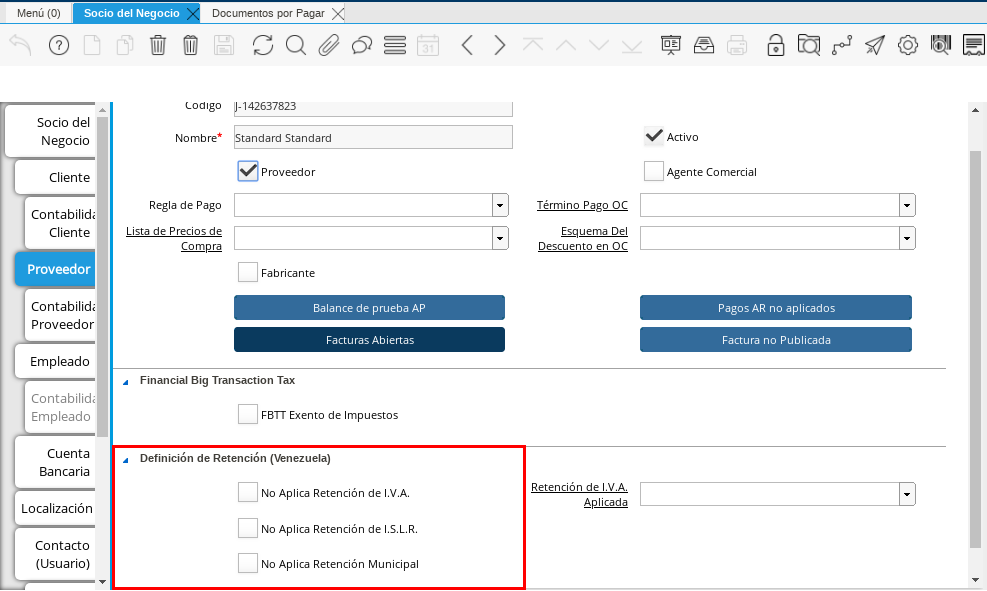 Menú (0)
Socio del Negocio
Documentos por Pagar
31
Socio del
Negocio
Cliente
Contabilida
Cliente
Proveedor
Contabilida
Proveedor
Empleado
Contabilida
Empleado
Cuenta
Bancaria
Localización
Contacto
(Usuario)
Código J-142637823
Nombre* Standard Standard Activo
Proveedor Agente Comercial
Regla de Pago Término Pago OC
Lista de Precios de
Compra
Esquema Del
Descuento en OC
Fabricante
Balance de prueba AP Pagos AR no aplicados
Facturas Abiertas Factura no Publicada
Financial Big Transaction Tax
FBTT Exento de Impuestos
Definición de Retención (Venezuela)
No Aplica Retención de I.V.A.
Retención de I.V.A.
Aplicada
No Aplica Retención de I.S.L.R.
No Aplica Retención Municipal